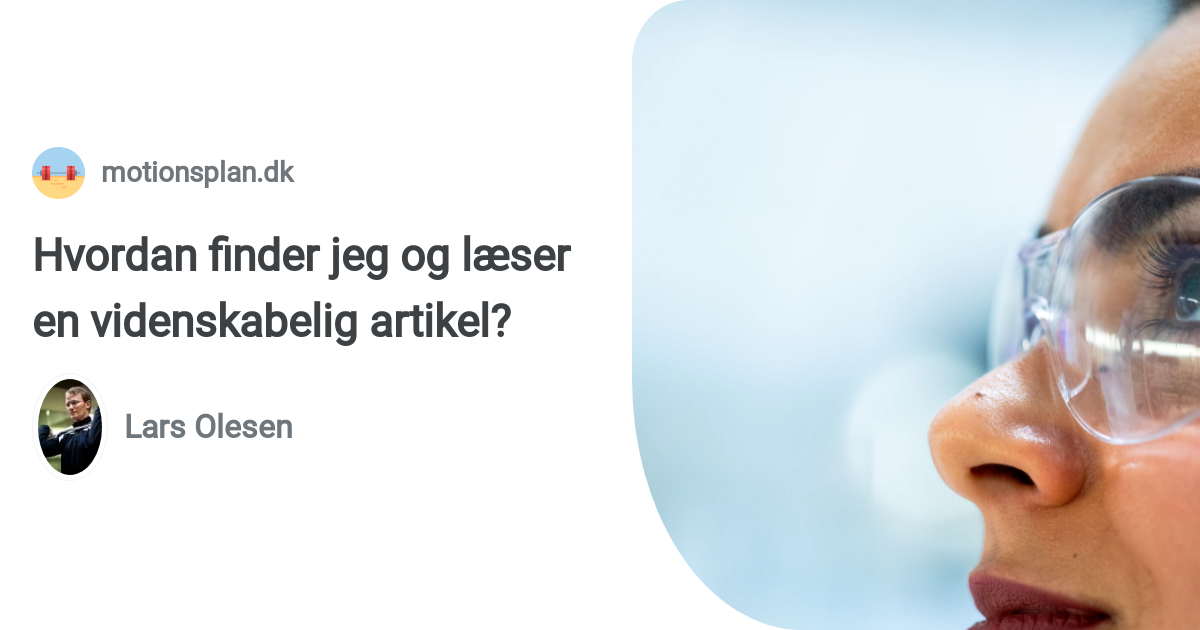 motionsplan.dk
Hvordan finder jeg og læser
en videnskabelig artikel?
Lars Olesen